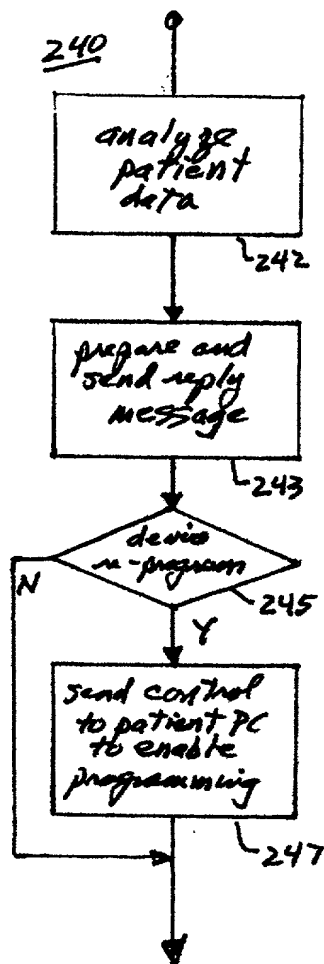 240
analyze
patient
data
242
prepare and
send reply
message
243
device
re-program
N
245
Y
send control
to patient PC
to enable
programming
247